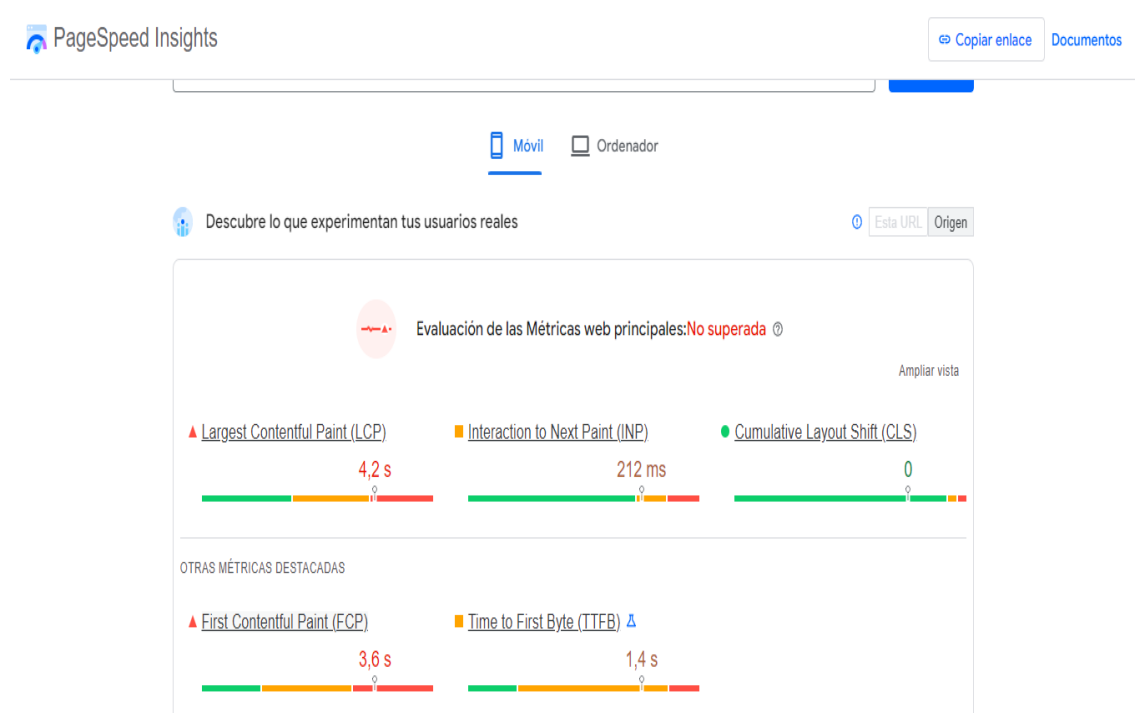 PageSpeed Insights
Copiar enlace
Documentos
Móvil
Ordenador
Descubre lo que experimentan tus usuarios reales
Esta URL
Origen
Evaluación de las Métricas web principales:No superada
Ampliar vista
Largest Contentful Paint (LCP)
4,2 s
Interaction to Next Paint (INP)
212 ms
Cumulative Layout Shift (CLS)
0
OTRAS MÉTRICAS DESTACADAS
First Contentful Paint (FCP)
3,6 s
Time to First Byte (TTFB)
1,4 s